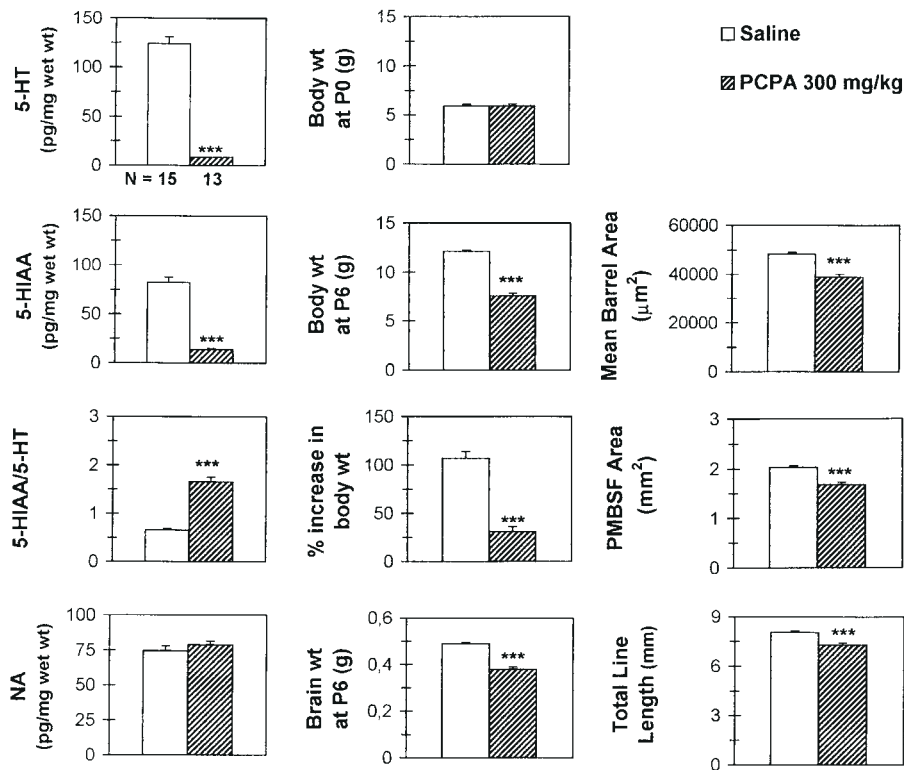 Saline
PCPA 300 mg/kg
5-HT
(pg/mg wet wt)
150
100
50
0
***
N = 15 13
Body wt
at P0 (g)
15
10
5
0
5-HIAA
(pg/mg wet wt)
150
100
50
0
***
Body wt
at P6 (g)
15
10
5
0
***
Mean Barrel Area
(μm²)
60000
40000
20000
0
***
5-HIAA/5-HT
3
2
1
0
***
% increase in
body wt
150
100
50
0
***
PMBSF Area
(mm²)
3
2
1
0
***
NA
(pg/mg wet wt)
100
75
50
25
0
Brain wt
at P6 (g)
0,6
0,4
0,2
0
***
Total Line
Length (mm)
9
6
3
0
***